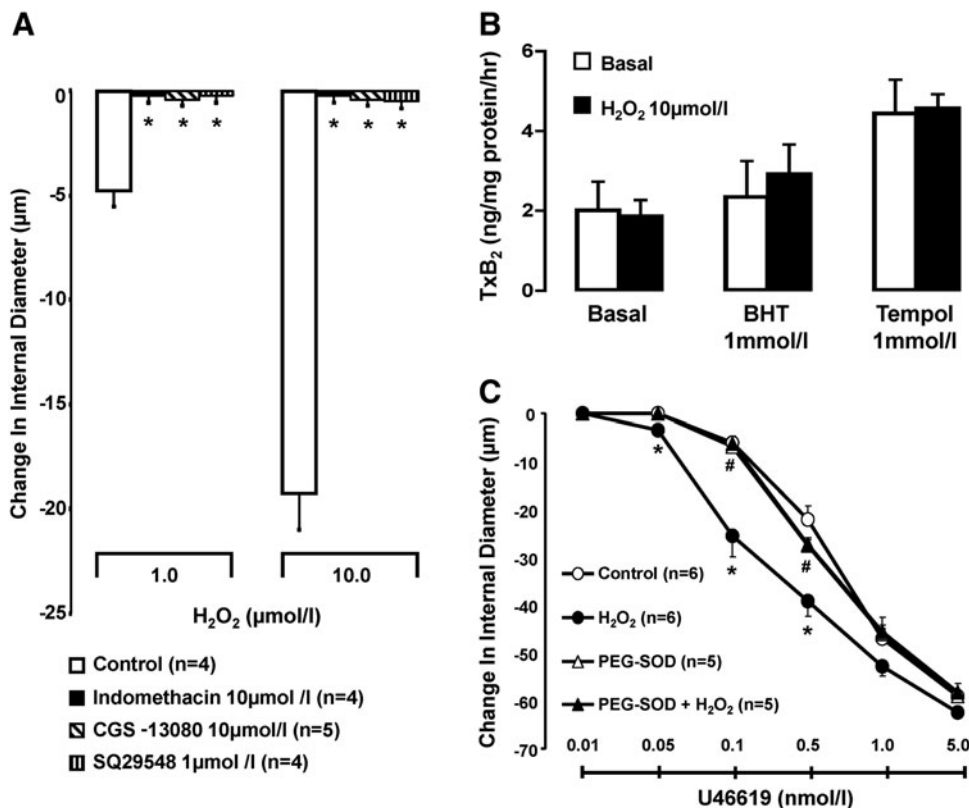 A
Change In Internal Diameter (µm)
0
-5
-10
-15
-20
-25
* * *
* * *
1.0
10.0
H₂O₂ (µmol/l)
Control (n=4)
Indomethacin 10µmol /l (n=4)
CGS -13080 10µmol/l (n=5)
SQ29548 1µmol /l (n=4)
B
TxB₂ (ng/mg protein/hr)
6
4
2
0
Basal
H₂O₂ 10µmol/l
Basal
BHT
1mmol/l
Tempol
1mmol/l
C
Change In Internal Diameter (µm)
0
-10
-20
-30
-40
-50
-60
-70
*
#
*
#
*
Control (n=6)
H₂O₂ (n=6)
PEG-SOD (n=5)
PEG-SOD + H₂O₂ (n=5)
0.01 0.05 0.1 0.5 1.0 5.0
U46619 (nmol/l)